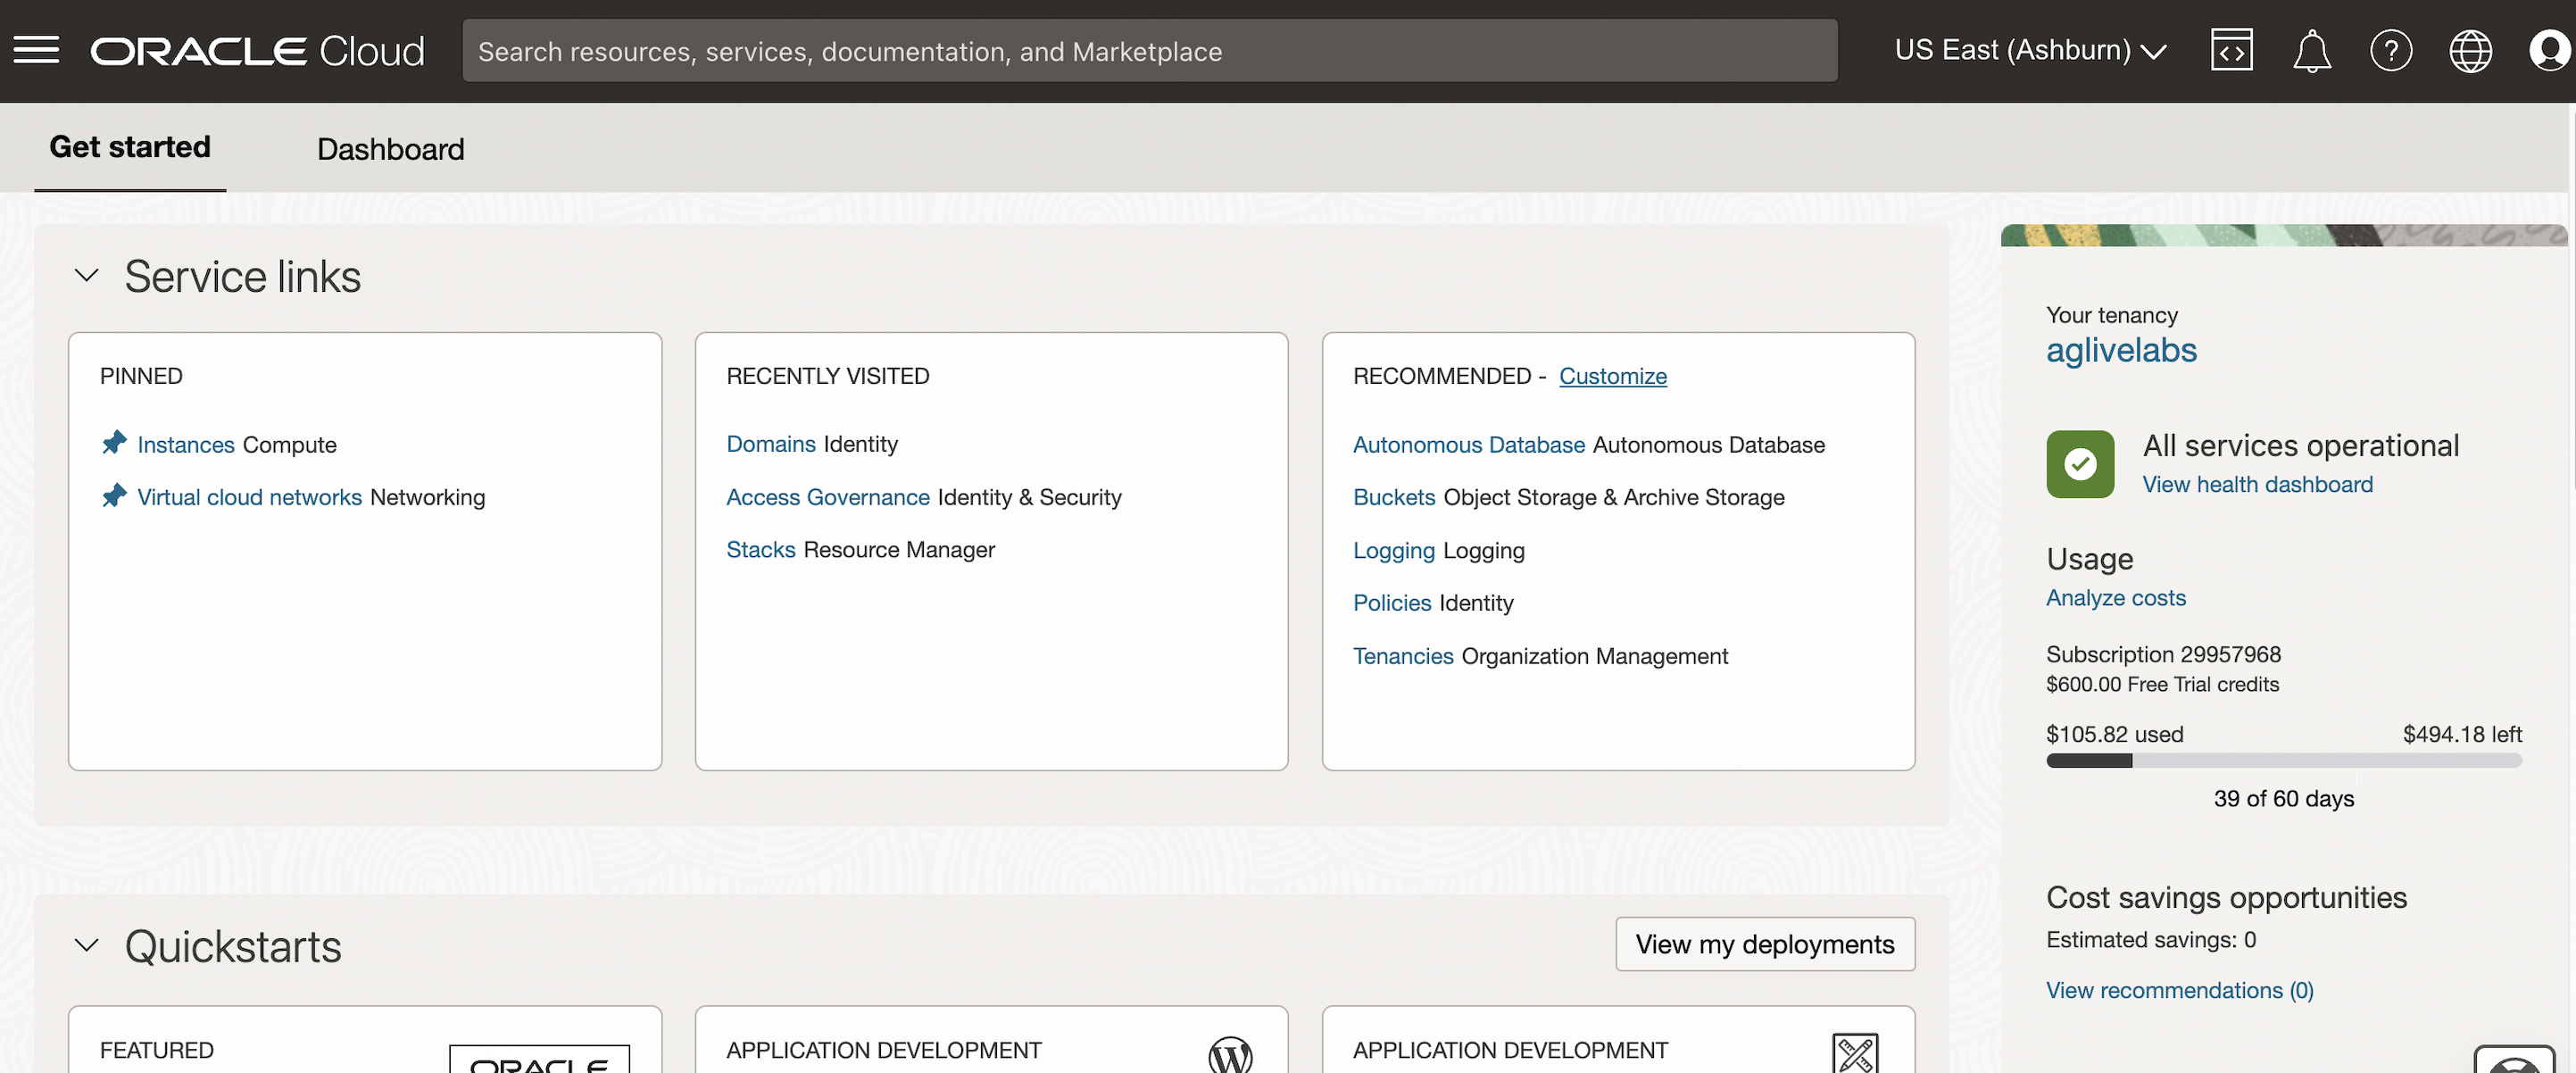 ORACLE Cloud
Search resources, services, documentation, and Marketplace
US East (Ashburn)
Get started
Dashboard
Service links
PINNED
Instances Compute
Virtual cloud networks Networking
RECENTLY VISITED
Domains Identity
Access Governance Identity & Security
Stacks Resource Manager
RECOMMENDED - Customize
Autonomous Database Autonomous Database
Buckets Object Storage & Archive Storage
Logging Logging
Policies Identity
Tenancies Organization Management
Your tenancy
aglivelabs
All services operational
View health dashboard
Usage
Analyze costs
Subscription 29957968
$600.00 Free Trial credits
$105.82 used
$494.18 left
39 of 60 days
Cost savings opportunities
Estimated savings: 0
View recommendations (0)
Quickstarts
View my deployments
FEATURED
ORACLE
APPLICATION DEVELOPMENT
APPLICATION DEVELOPMENT